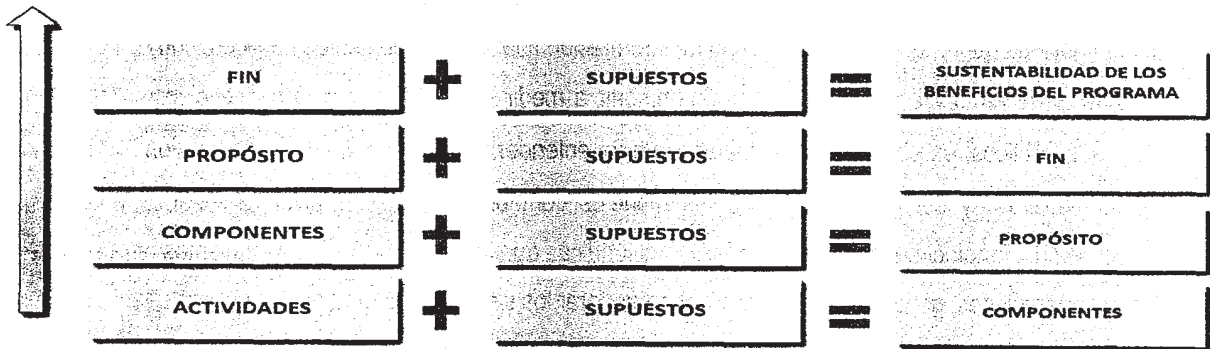 FIN + SUPUESTOS = SUSTENTABILIDAD DE LOS
BENEFICIOS DEL PROGRAMA
PROPÓSITO + SUPUESTOS = FIN
COMPONENTES + SUPUESTOS = PROPÓSITO
ACTIVIDADES + SUPUESTOS = COMPONENTES